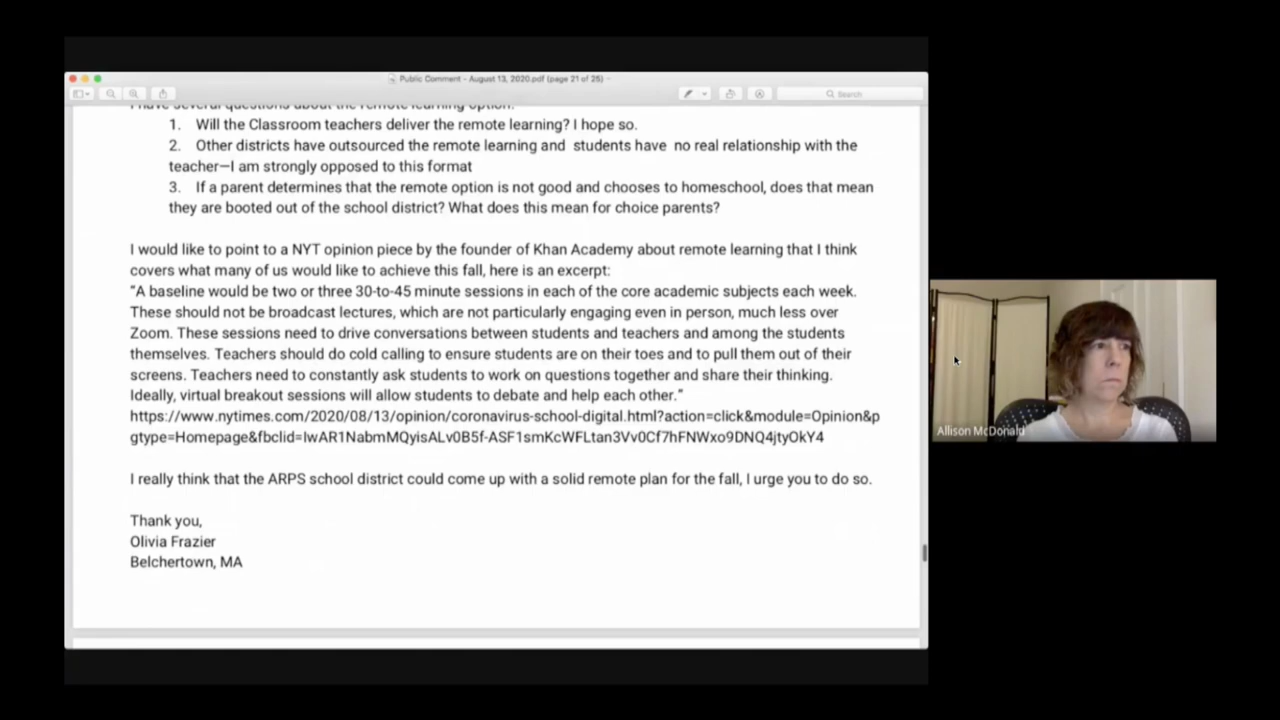 Public Comment - August 13, 2020.pdf (page 21 of 25)
Search
I have several questions about the remote learning option:
1. Will the Classroom teachers deliver the remote learning? I hope so.
2. Other districts have outsourced the remote learning and students have no real relationship with the
teacher—I am strongly opposed to this format
3. If a parent determines that the remote option is not good and chooses to homeschool, does that mean
they are booted out of the school district? What does this mean for choice parents?
I would like to point to a NYT opinion piece by the founder of Khan Academy about remote learning that I think
covers what many of us would like to achieve this fall, here is an excerpt:
“A baseline would be two or three 30-to-45 minute sessions in each of the core academic subjects each week.
These should not be broadcast lectures, which are not particularly engaging even in person, much less over
Zoom. These sessions need to drive conversations between students and teachers and among the students
themselves. Teachers should do cold calling to ensure students are on their toes and to pull them out of their
screens. Teachers need to constantly ask students to work on questions together and share their thinking.
Ideally, virtual breakout sessions will allow students to debate and help each other.”
https://www.nytimes.com/2020/08/13/opinion/coronavirus-school-digital.html?action=click&module=Opinion&p
gtype=Homepage&fbclid=IwAR1NabmMQyisALv0B5f-ASF1smKcWFLtan3Vv0Cf7hFNWxo9DNQ4jtyOkY4
I really think that the ARPS school district could come up with a solid remote plan for the fall, I urge you to do so.
Thank you,
Olivia Frazier
Belchertown, MA
Allison McDonald